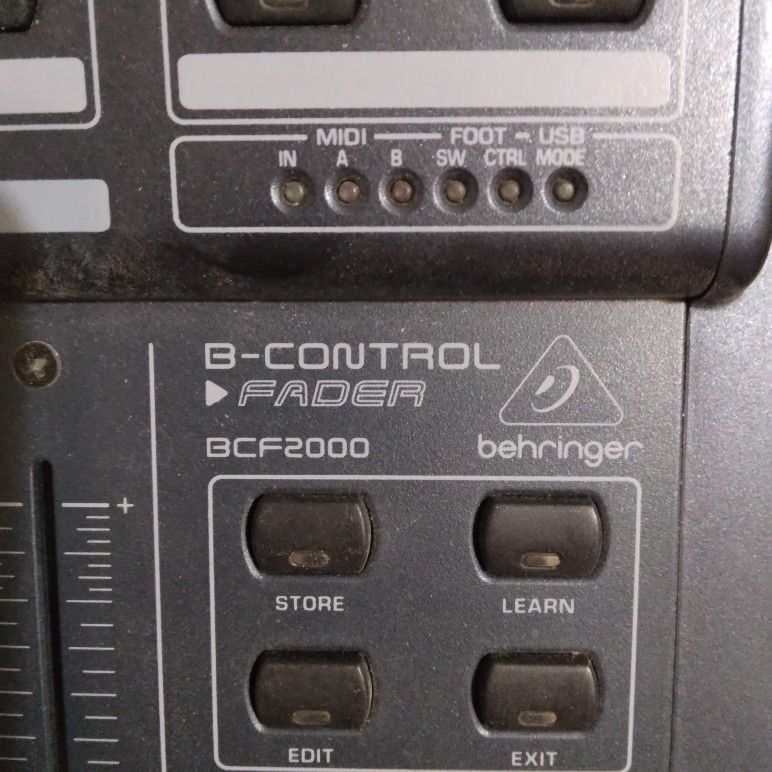 MIDI FOOT USB
IN A B SW CTRL MODE
B-CONTROL
FADER
BCF2000
behringer
+
STORE LEARN
EDIT EXIT